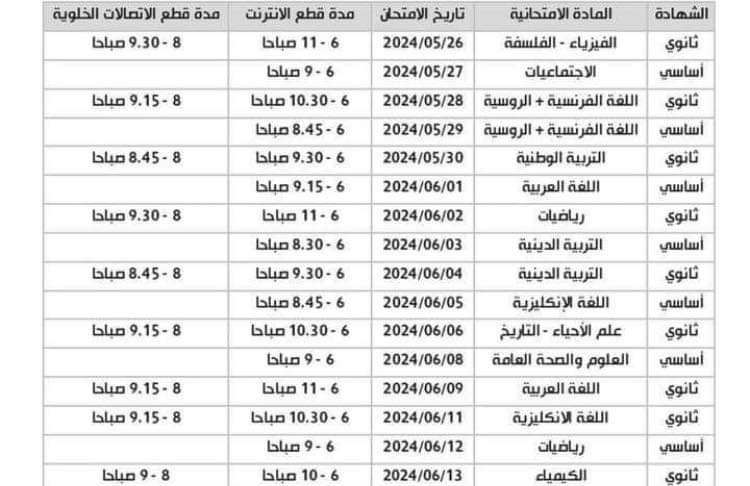 الشهادة المادة الامتحانية تاريخ الامتحان مدة قطع الانترنت مدة قطع الاتصالات الخلوية
ثانوي الفيزياء - الفلسفة 2024/05/26 6 - 11 صباحا 8 - 9.30 صباحا
أساسي الاجتماعيات 2024/05/27 6 - 9 صباحا
ثانوي اللغة الفرنسية + الروسية 2024/05/28 6 - 10.30 صباحا 8 - 9.15 صباحا
أساسي اللغة الفرنسية + الروسية 2024/05/29 6 - 8.45 صباحا
ثانوي التربية الوطنية 2024/05/30 6 - 9.30 صباحا 8 - 8.45 صباحا
أساسي اللغة العربية 2024/06/01 6 - 9.15 صباحا
ثانوي رياضيات 2024/06/02 6 - 11 صباحا 8 - 9.30 صباحا
أساسي التربية الدينية 2024/06/03 6 - 8.30 صباحا
ثانوي التربية الدينية 2024/06/04 6 - 9.30 صباحا 8 - 8.45 صباحا
أساسي اللغة الإنكليزية 2024/06/05 6 - 8.45 صباحا
ثانوي علم الأحياء - التاريخ 2024/06/06 6 - 10.30 صباحا 8 - 9.15 صباحا
أساسي العلوم والصحة العامة 2024/06/08 6 - 9 صباحا
ثانوي اللغة العربية 2024/06/09 6 - 11 صباحا 8 - 9.15 صباحا
ثانوي اللغة الانكليزية 2024/06/11 6 - 10.30 صباحا 8 - 9.15 صباحا
أساسي رياضيات 2024/06/12 6 - 9 صباحا
ثانوي الكيمياء 2024/06/13 6 - 10 صباحا 8 - 9 صباحا